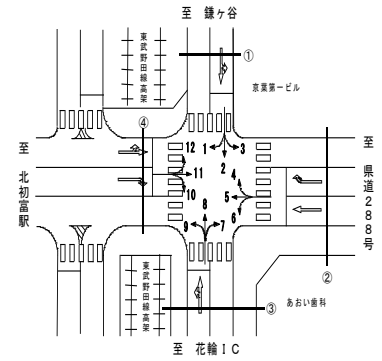 至 鎌ヶ谷
東武野田線高架
①
京葉第一ビル
④
至 北初富駅
12 1 3
2
11 4
10 5
8 6
9 7
至 県道288号
②
東武野田線高架
③
あおい歯科
至 花輪IC